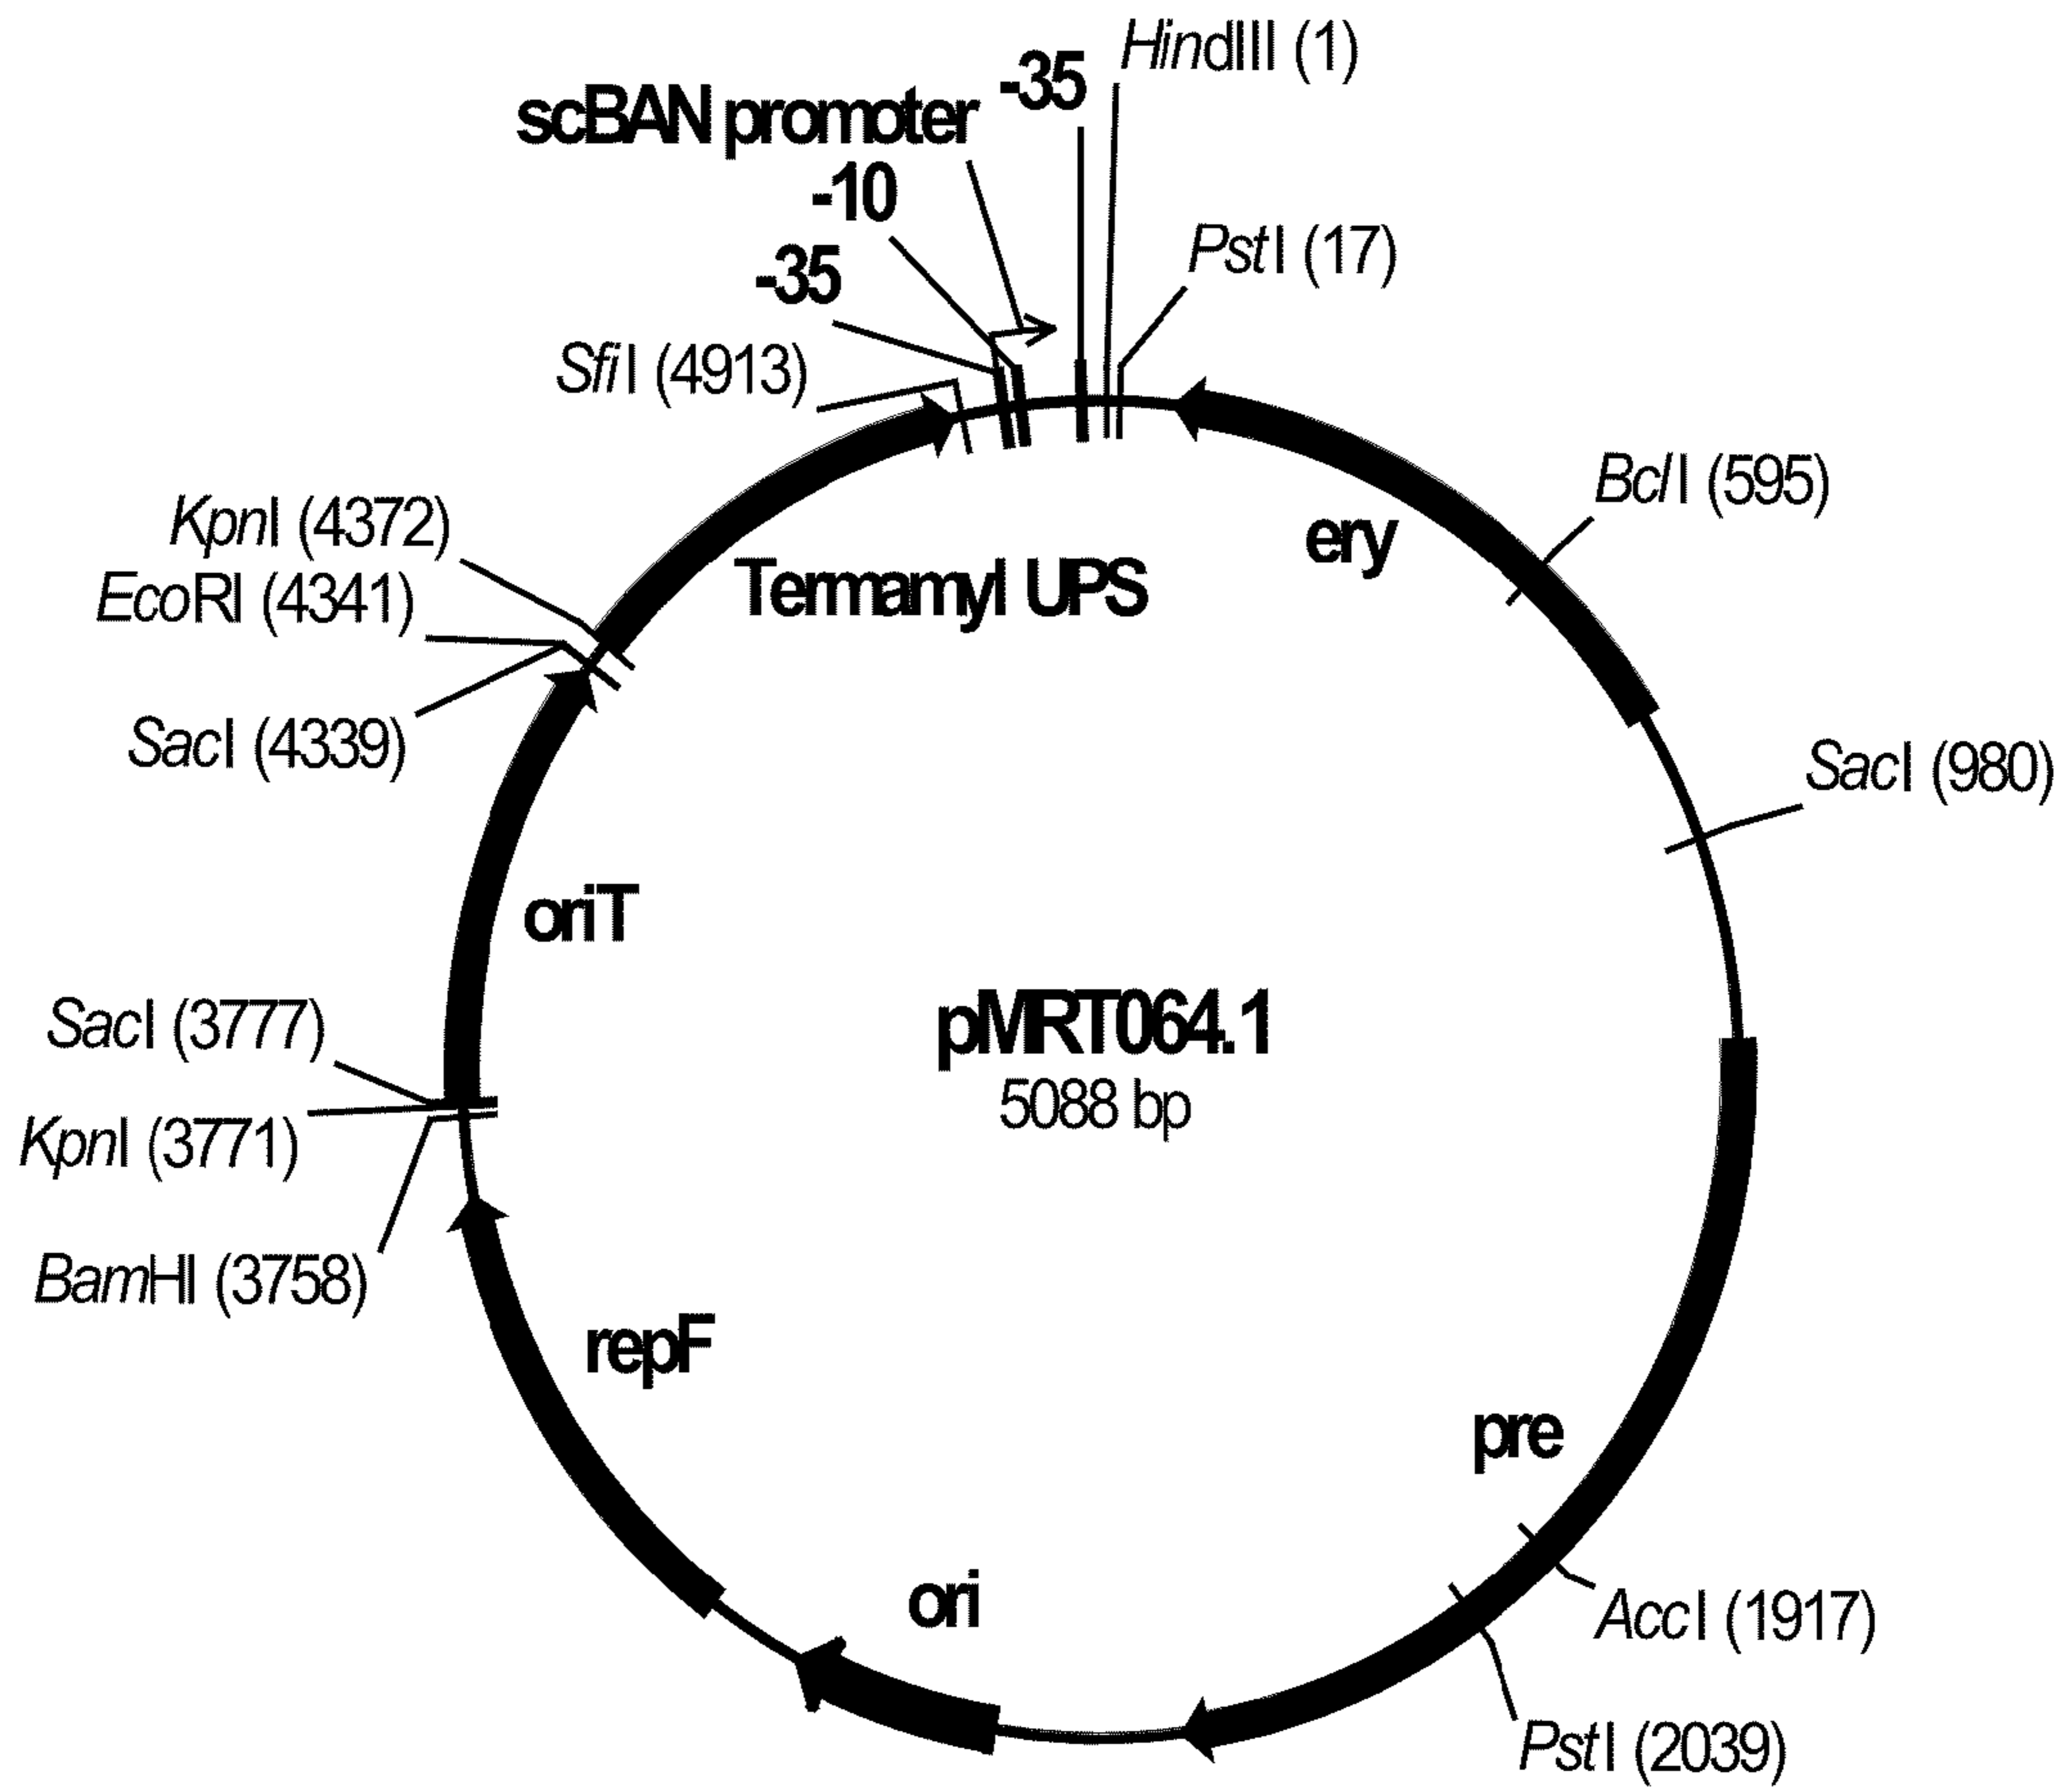 HindIII (1)
-35
scBAN promoter
-10
PstI (17)
-35
SfiI (4913)
BclI (595)
KpnI (4372)
ery
EcoRI (4341)
Termamyl UPS
SacI (4339)
SacI (980)
oriT
SacI (3777)
pMRT064.1
5088 bp
KpnI (3771)
BamHI (3758)
repF
pre
ori
AccI (1917)
PstI (2039)